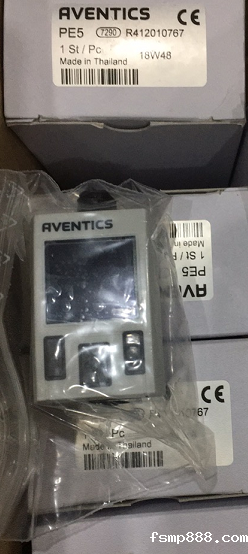 AVENTICS CE
PE5 7290 R412010767
1 St / Pc 18W48
Made in Thailand
AVENTICS
AVENTICS
PE5
1 St / P
Made in
CE
767
Pc
Made in Thailand
fsmp888.com